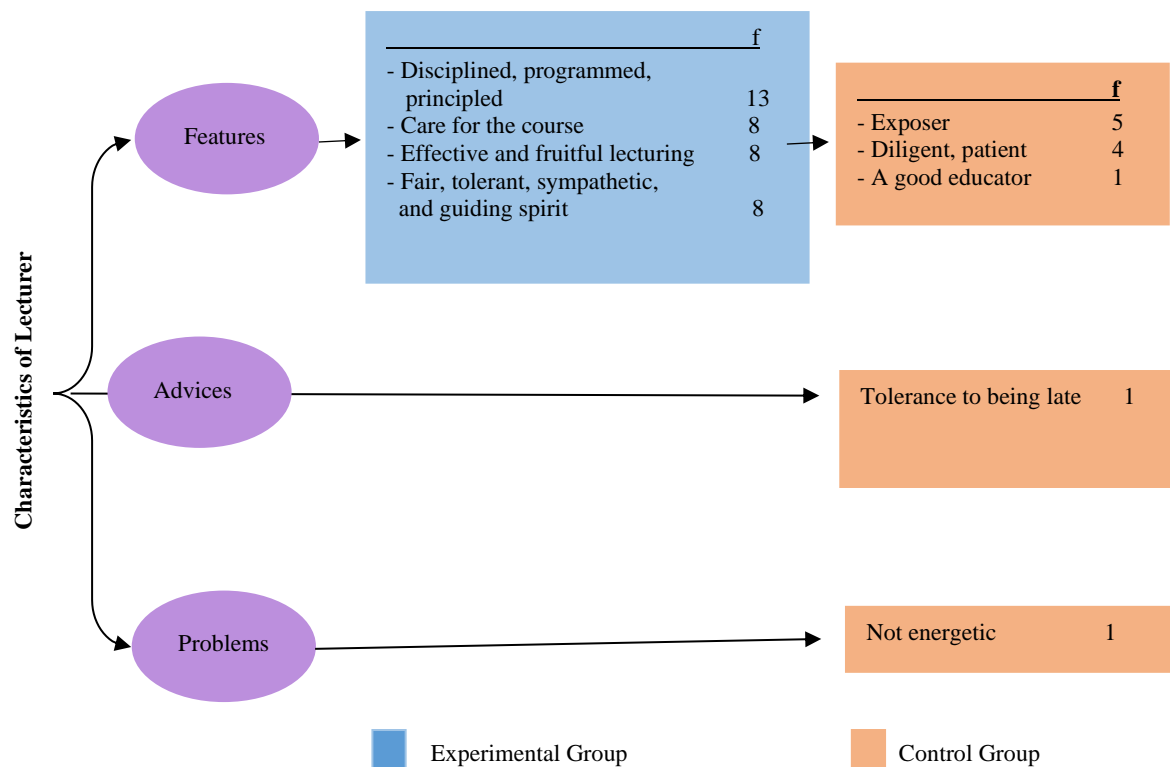 Characteristics of Lecturer
Features
f
- Disciplined, programmed,
principled 13
- Care for the course 8
- Effective and fruitful lecturing 8
- Fair, tolerant, sympathetic,
and guiding spirit 8
f
- Exposer 5
- Diligent, patient 4
- A good educator 1
Advices
Tolerance to being late 1
Problems
Not energetic 1
Experimental Group
Control Group